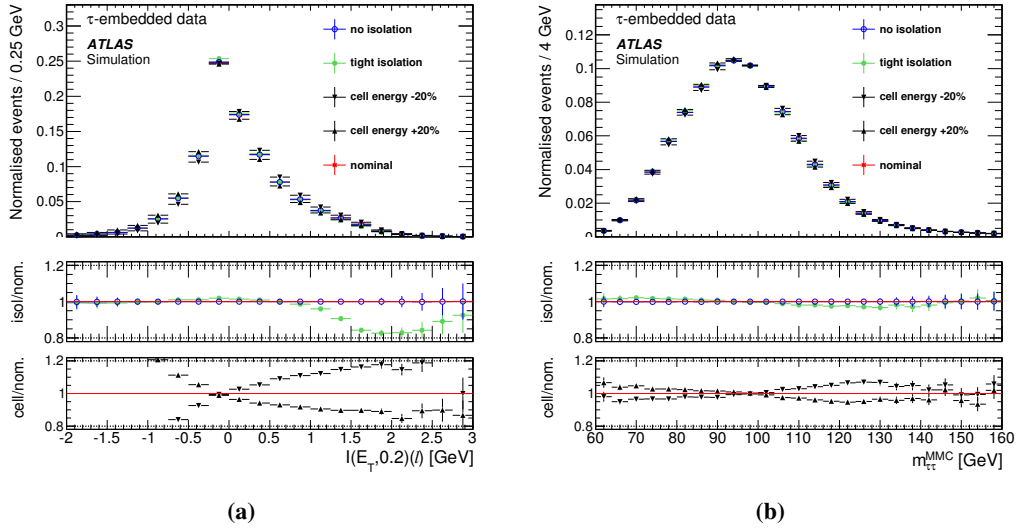 τ-embedded data
ATLAS
Simulation
no isolation
tight isolation
cell energy -20%
cell energy +20%
nominal
Normalised events / 0.25 GeV
0.3
0.25
0.2
0.15
0.1
0.05
0
isol/nom.
1.2
1
0.8
cell/nom.
1.2
1
0.8
-2 -1.5 -1 -0.5 0 0.5 1 1.5 2 2.5 3
I(E_T,0.2)(l) [GeV]
(a)
τ-embedded data
ATLAS
Simulation
no isolation
tight isolation
cell energy -20%
cell energy +20%
nominal
Normalised events / 4 GeV
0.12
0.1
0.08
0.06
0.04
0.02
0
isol/nom.
1.2
1
0.8
cell/nom.
1.2
1
0.8
60 70 80 90 100 110 120 130 140 150 160
m_ττ^MMC [GeV]
(b)